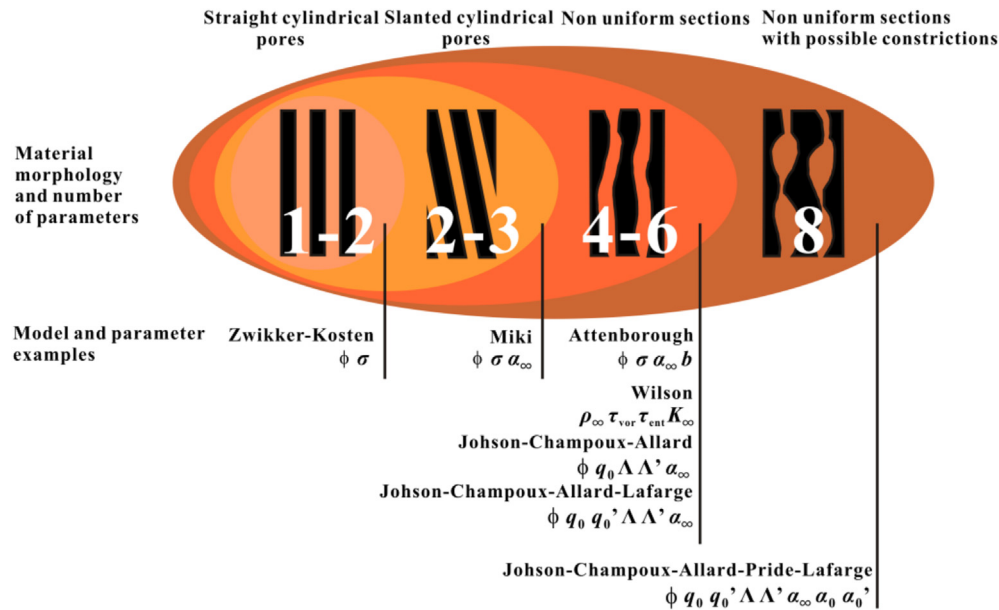 Straight cylindrical pores
Slanted cylindrical pores
Non uniform sections
Non uniform sections
with possible constrictions
Material
morphology
and number
of parameters
1-2
2-3
4-6
8
Model and parameter
examples
Zwikker-Kosten
ϕ σ
Miki
ϕ σ α∞
Attenborough
ϕ σ α∞ b
Wilson
ρ∞ τvor τent K∞
Johson-Champoux-Allard
ϕ q0 Λ Λ’ α∞
Johson-Champoux-Allard-Lafarge
ϕ q0 q0’ Λ Λ’ α∞
Johson-Champoux-Allard-Pride-Lafarge
ϕ q0 q0’ Λ Λ’ α∞ α0 α0’